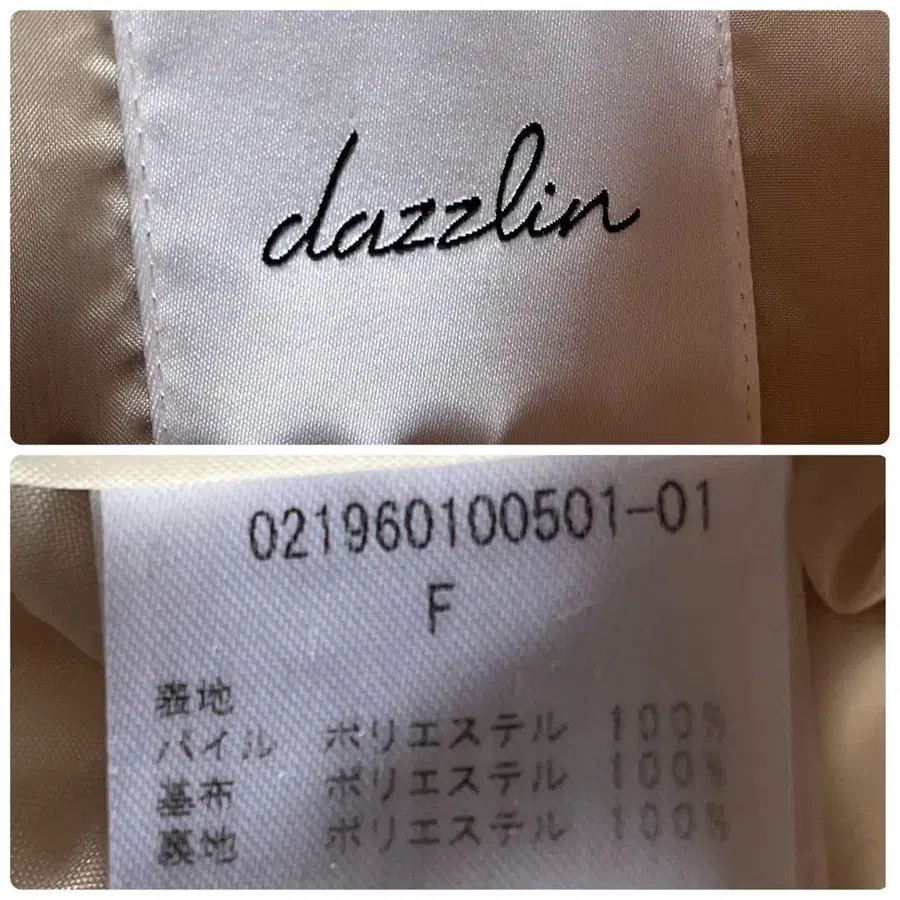 dazzlin
021960100501-01
F
表地
パイル ポリエステル 100%
基布 ポリエステル 100%
裏地 ポリエステル 100%